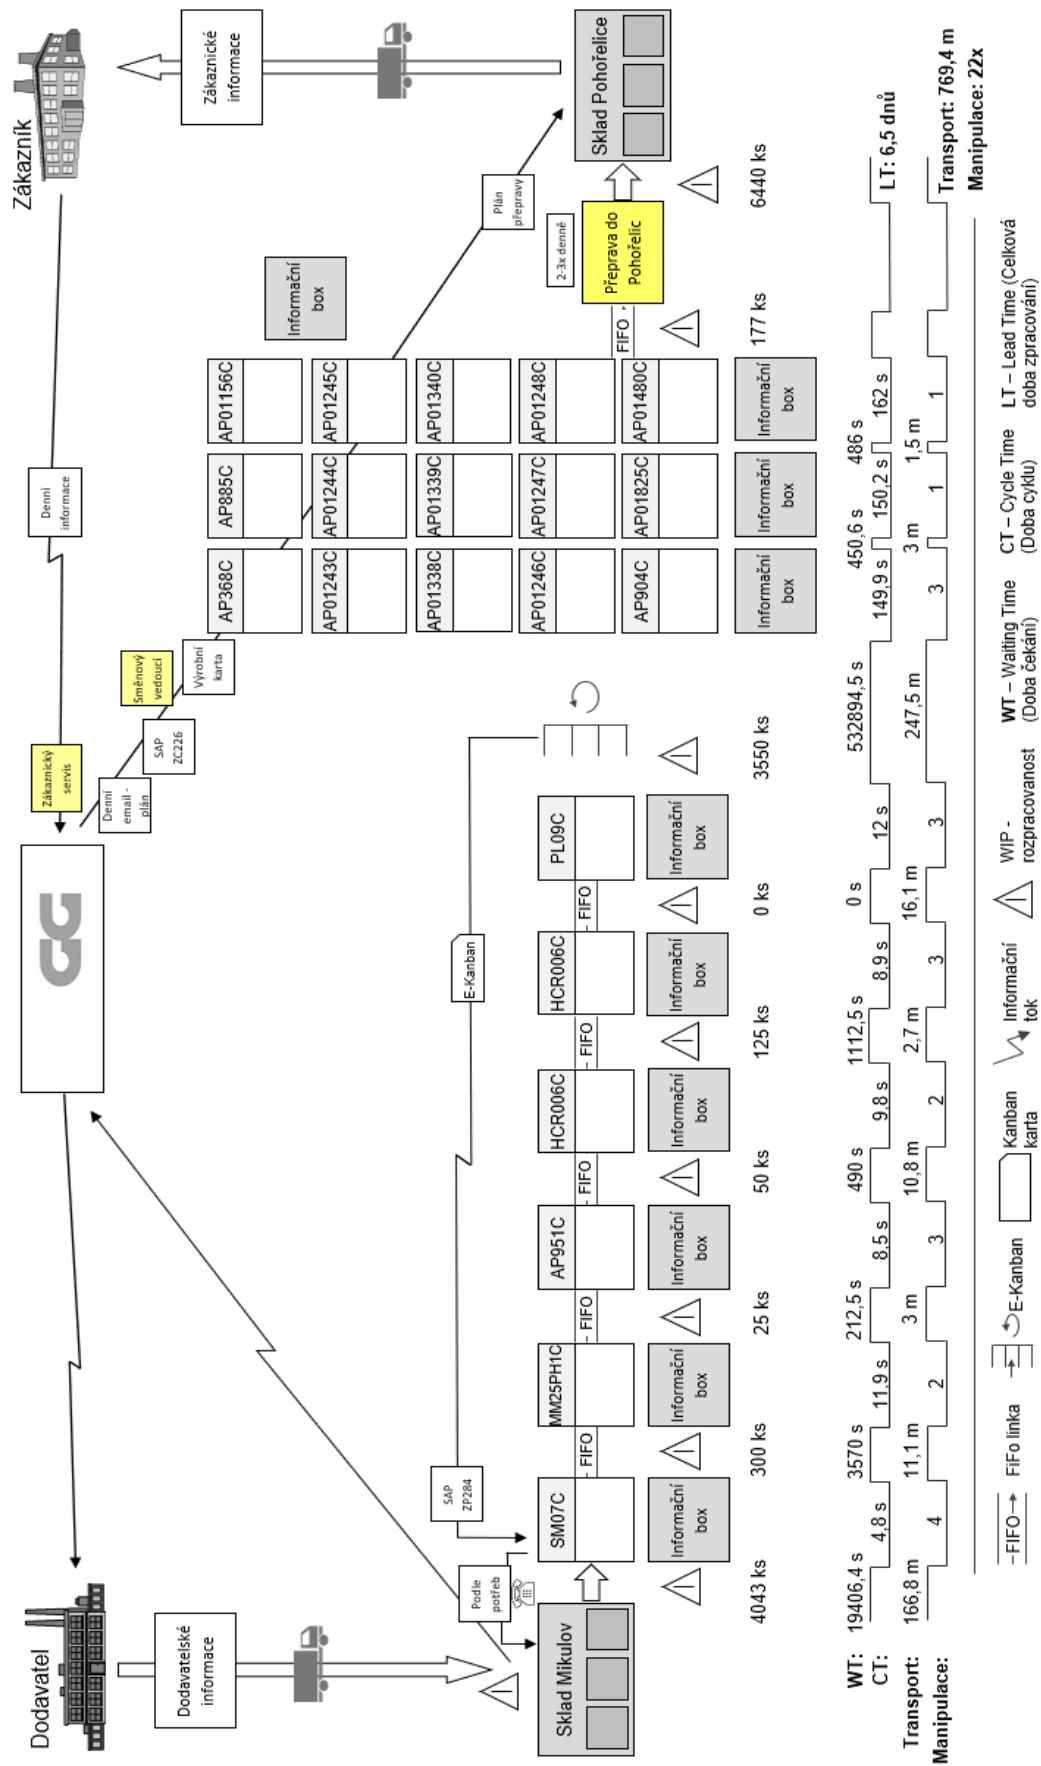 Dodavatel
Zákazník
Dodavatelské
informace
GG
Zákaznický
servis
Denní
informace
Zákaznické
informace
Denní
email -
plán
SAP
ZC226
Směnový
vedoucí
Výrobní
karta
Informační
box
Plán
přepravy
Sklad Mikulov
Podle
potřeb
SAP
ZP284
E-Kanban
SM07C
FIFO
MM25PH1C
FIFO
AP951C
FIFO
HCR006C
FIFO
HCR006C
FIFO
PL09C
Informační
box
Informační
box
Informační
box
Informační
box
Informační
box
Informační
box
AP368C
AP885C
AP01156C
AP01243C
AP01244C
AP01245C
AP01338C
AP01339C
AP01340C
AP01246C
AP01247C
AP01248C
AP904C
AP01825C
AP01480C
Informační
box
Informační
box
Informační
box
FIFO
2-3x denně
Přeprava do
Pohořelic
Sklad Pohořelice
4043 ks
300 ks
25 ks
50 ks
125 ks
0 ks
3550 ks
177 ks
6440 ks
WT: 19406,4 s 3570 s 212,5 s 490 s 1112,5 s 0 s 532894,5 s 450,6 s 486 s
CT: 4,8 s 11,9 s 8,5 s 9,8 s 8,9 s 12 s 149,9 s 150,2 s 162 s LT: 6,5 dnů
Transport: 166,8 m 11,1 m 3 m 10,8 m 2,7 m 16,1 m 247,5 m 3 m 1,5 m Transport: 769,4 m
Manipulace: 4 2 3 2 3 3 3 1 1 Manipulace: 22x
FIFO
FiFo linka
E-Kanban
Kanban
karta
Informační
tok
WIP -
rozpracovanost
WT – Waiting Time
(Doba čekání)
CT – Cycle Time
(Doba cyklu)
LT – Lead Time (Celková
doba zpracování)